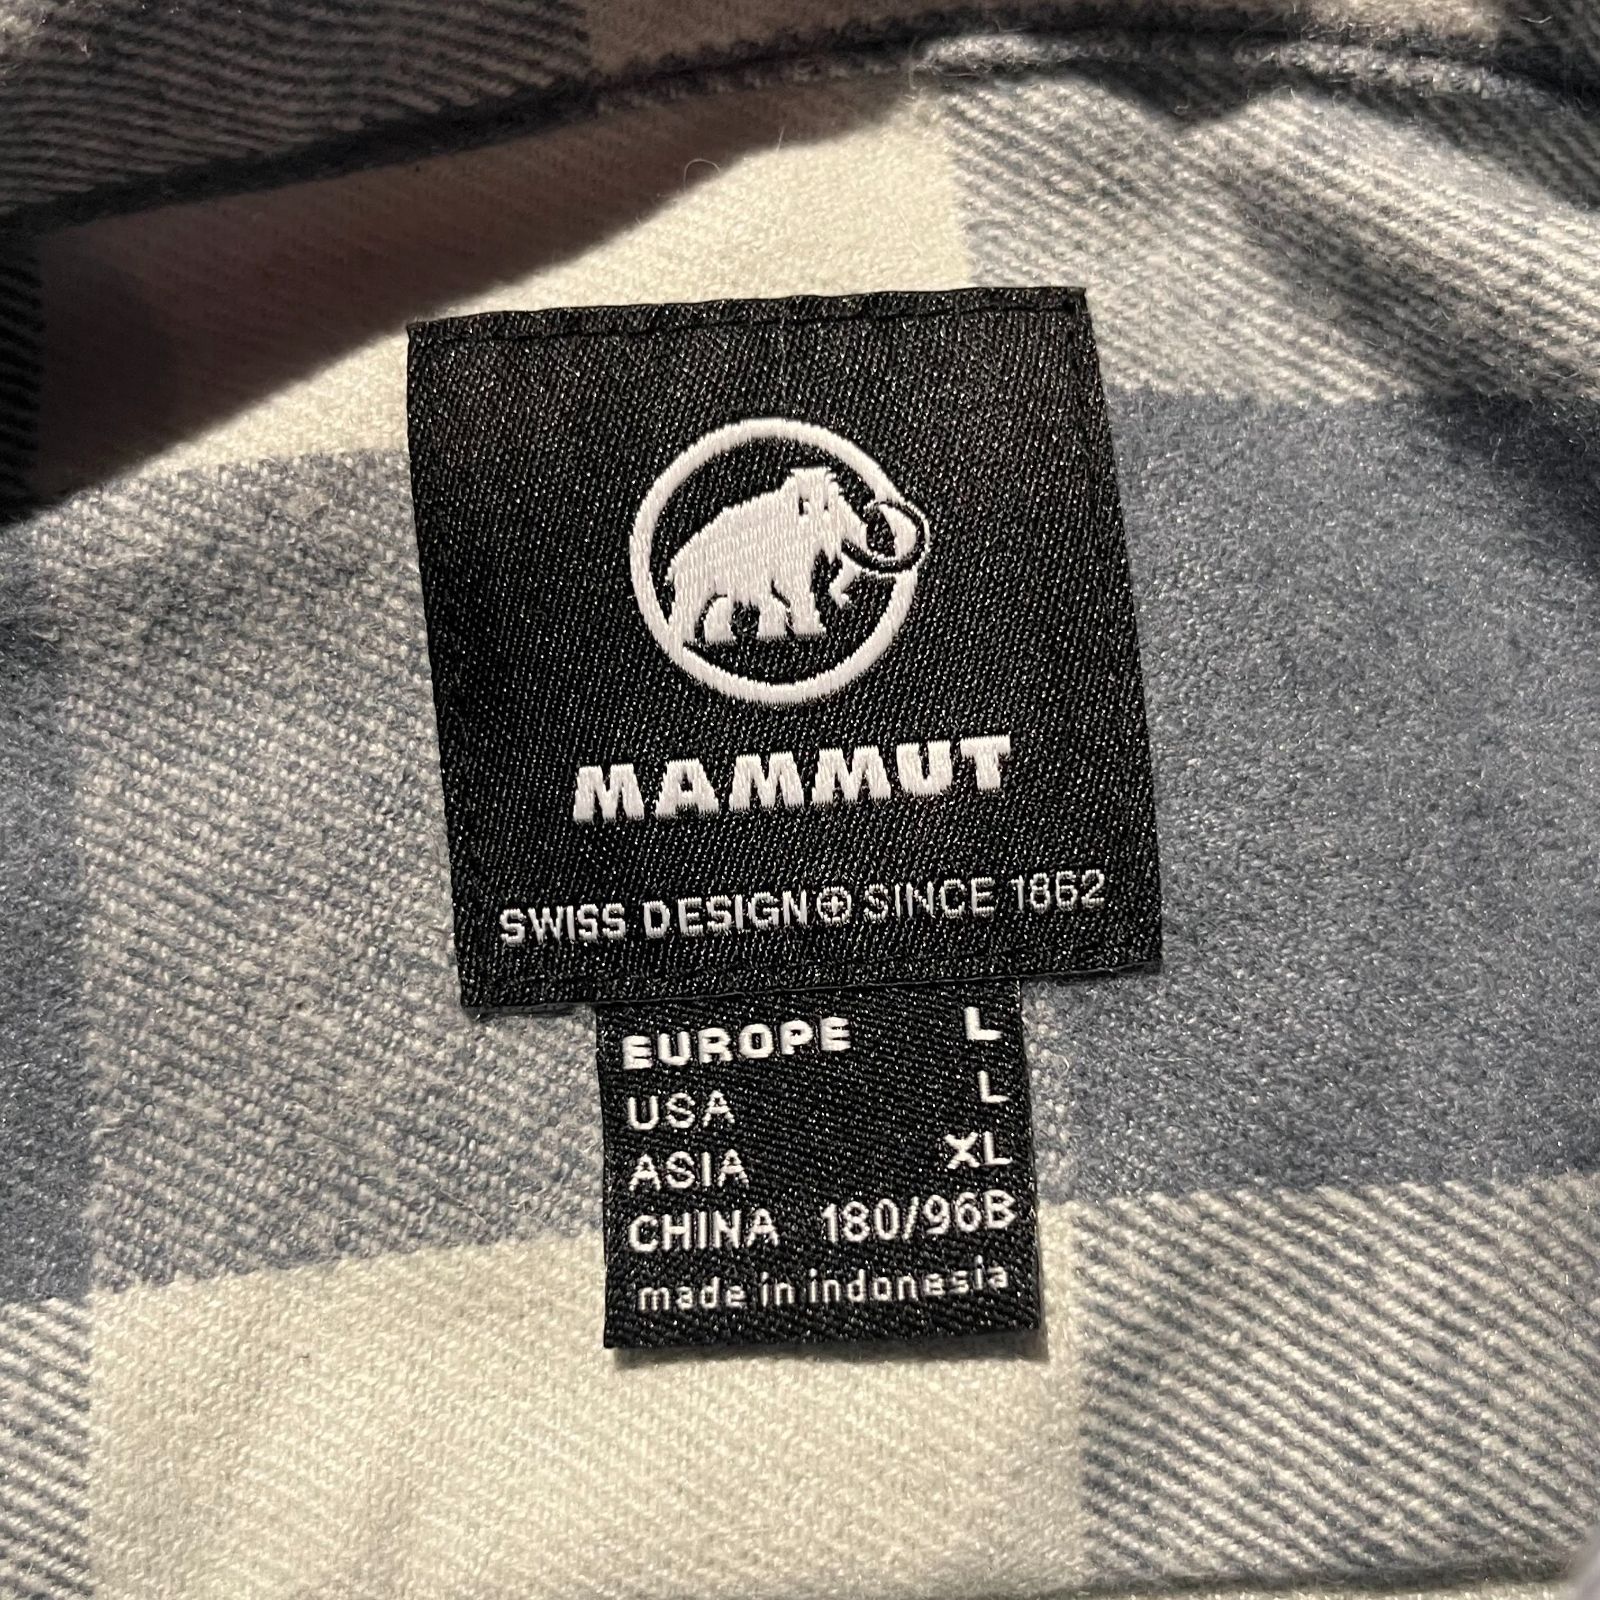 MAMMUT
SWISS DESIGN SINCE 1862
EUROPE L
USA L
ASIA XL
CHINA 180/96B
made in indonesia